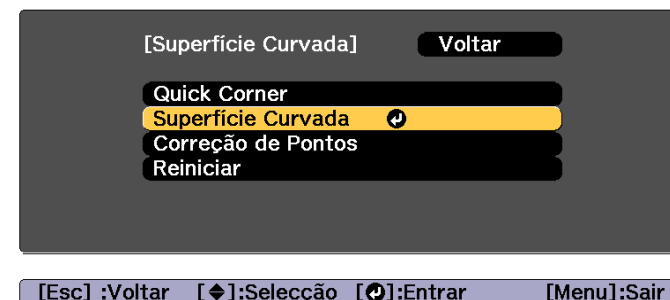 [Superfície Curvada] Voltar
Quick Corner
Superfície Curvada
Correção de Pontos
Reiniciar
[Esc] :Voltar [◆]:Selecção [↵]:Entrar [Menu]:Sair